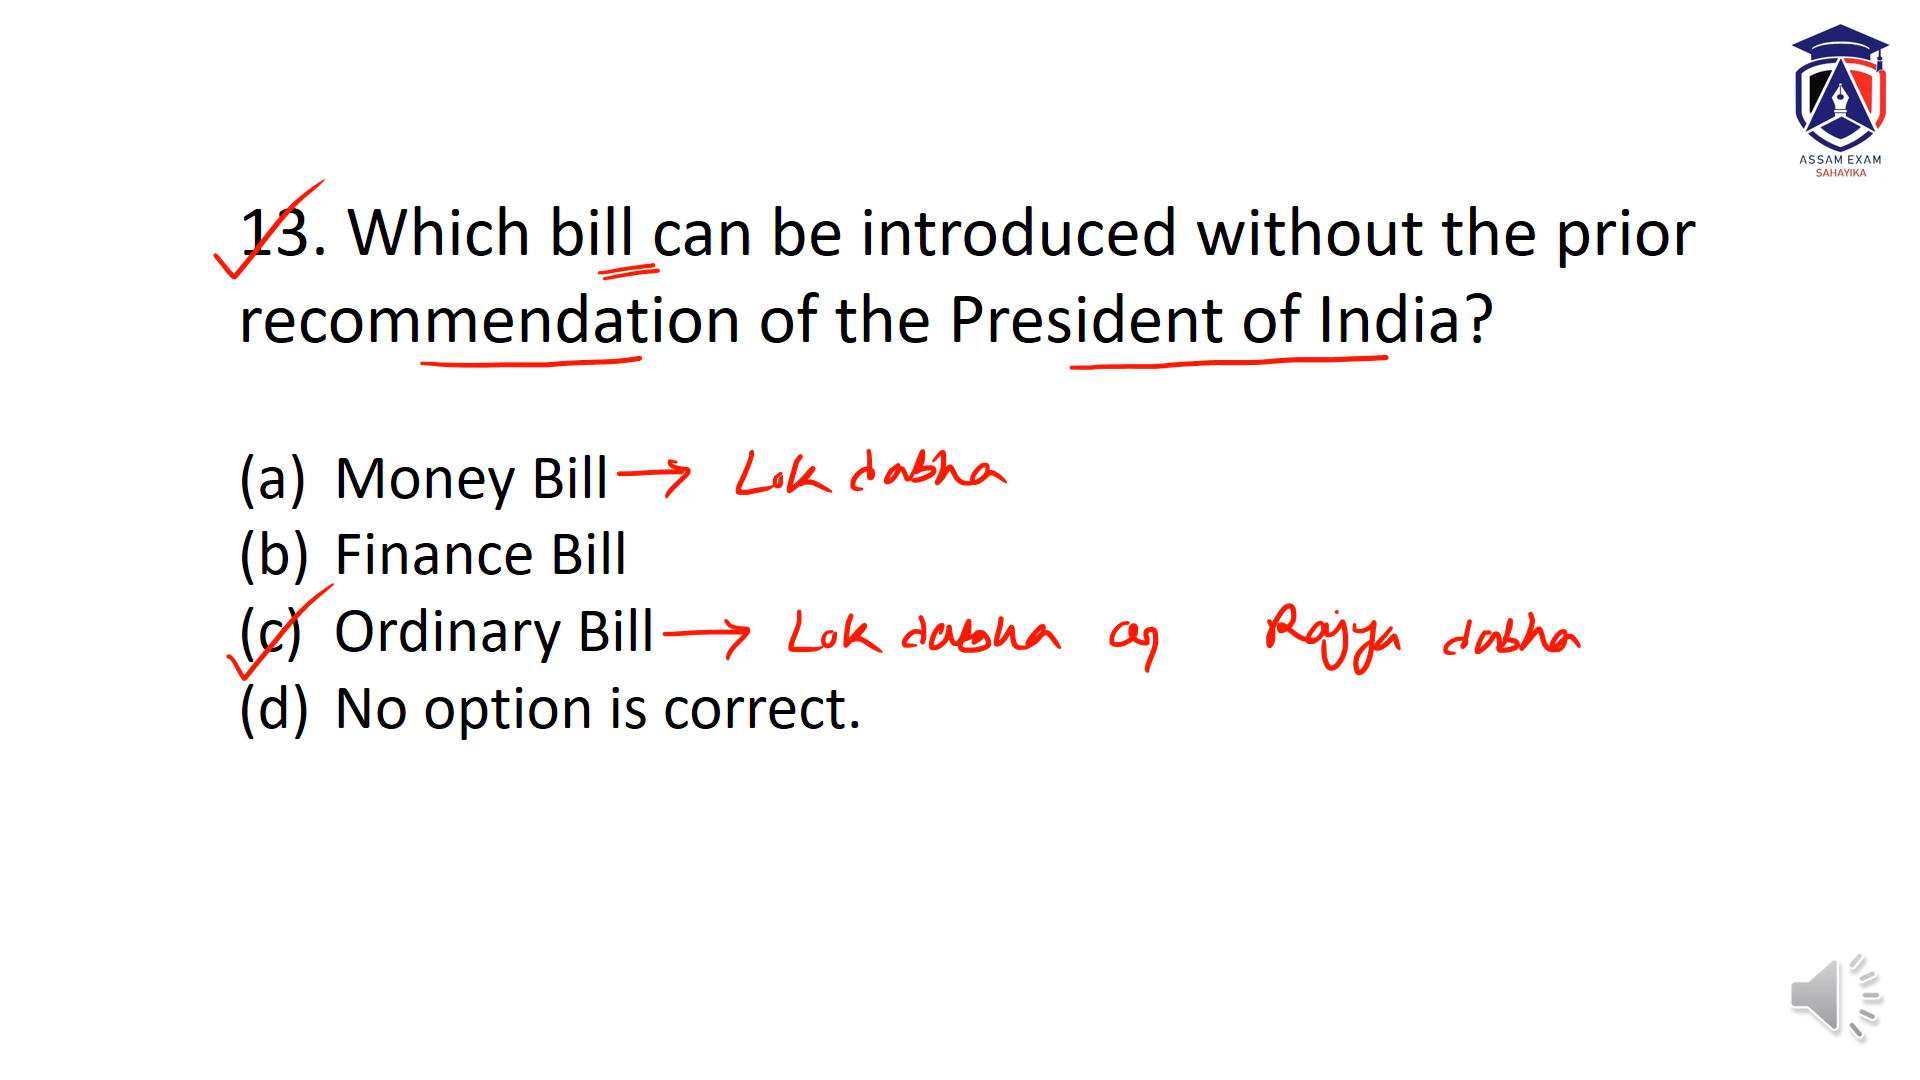 ASSAM EXAM
SAHAYIKA
13. Which bill can be introduced without the prior
recommendation of the President of India?
(a) Money Bill → Lok Sabha
(b) Finance Bill
(c) Ordinary Bill → Lok Sabha Rajya Sabha
(d) No option is correct.